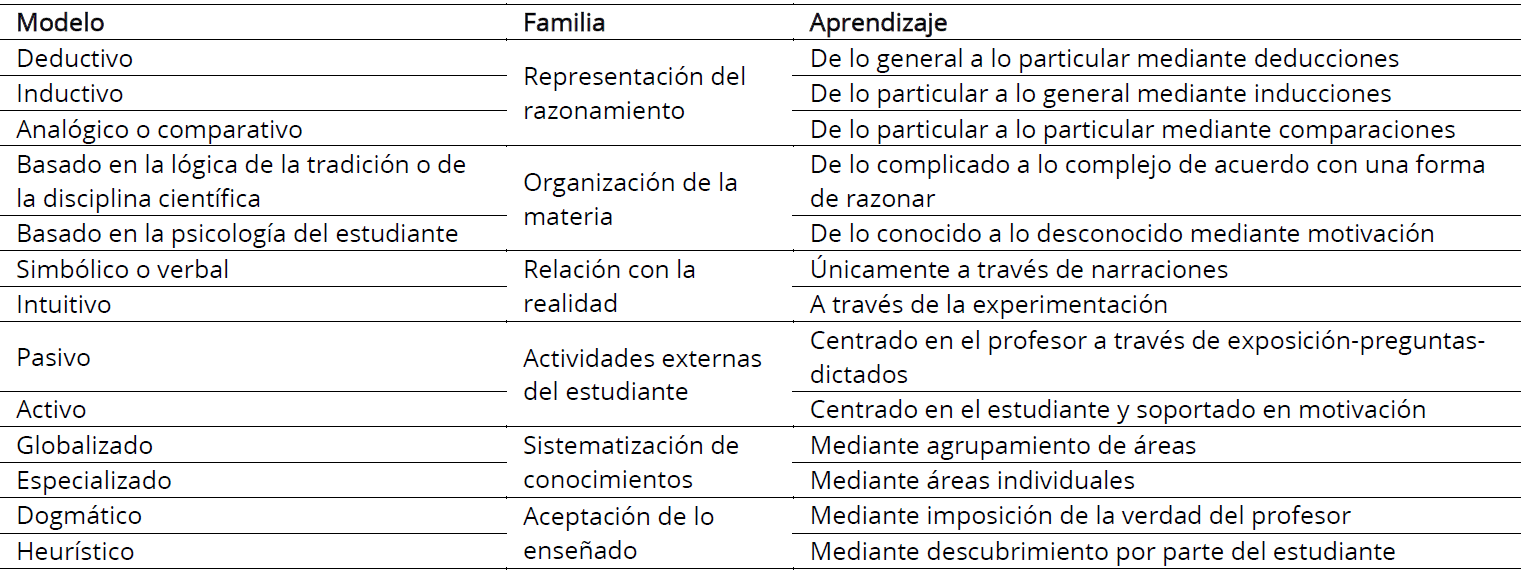 Modelo Familia Aprendizaje
Deductivo
Representación del razonamiento
De lo general a lo particular mediante deducciones
Inductivo
De lo particular a lo general mediante inducciones
Analógico o comparativo
De lo particular a lo particular mediante comparaciones
Basado en la lógica de la tradición o de
la disciplina científica
Organización de la
materia
De lo complicado a lo complejo de acuerdo con una forma
de razonar
Basado en la psicología del estudiante
De lo conocido a lo desconocido mediante motivación
Simbólico o verbal
Relación con la
realidad
Únicamente a través de narraciones
Intuitivo
A través de la experimentación
Pasivo
Actividades externas
del estudiante
Centrado en el profesor a través de exposición-preguntas-
dictados
Activo
Centrado en el estudiante y soportado en motivación
Globalizado
Sistematización de
conocimientos
Mediante agrupamiento de áreas
Especializado
Mediante áreas individuales
Dogmático
Aceptación de lo
enseñado
Mediante imposición de la verdad del profesor
Heurístico
Mediante descubrimiento por parte del estudiante